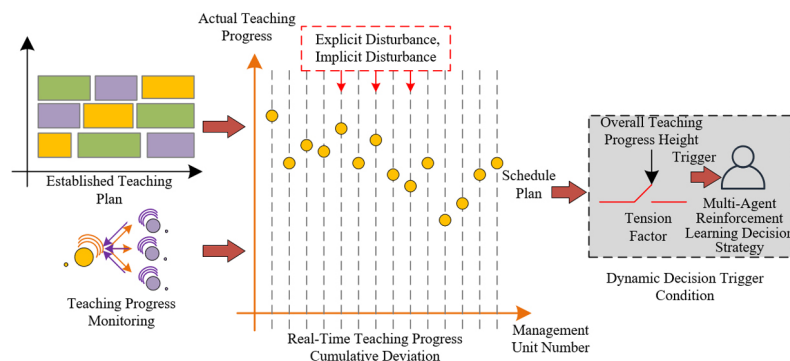 Actual Teaching
Progress
Explicit Disturbance,
Implicit Disturbance
Established Teaching
Plan
Teaching Progress
Monitoring
Schedule
Plan
Real-Time Teaching Progress
Cumulative Deviation
Management
Unit Number
Overall Teaching
Progress Height
Trigger
Tension
Factor
Multi-Agent
Reinforcement
Learning Decision
Strategy
Dynamic Decision Trigger
Condition